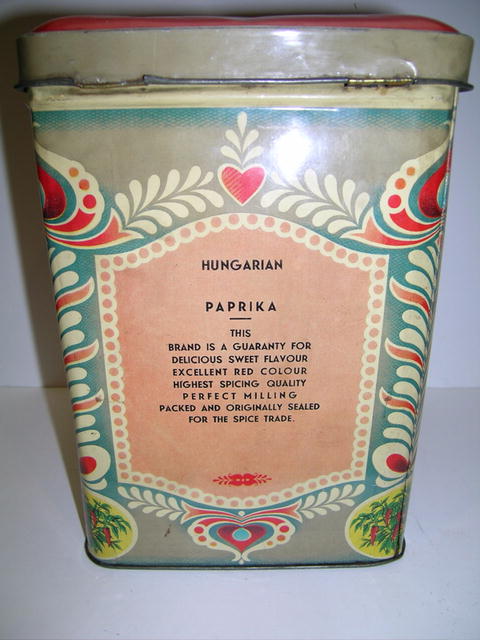 HUNGARIAN
PAPRIKA
THIS
BRAND IS A GUARANTY FOR
DELICIOUS SWEET FLAVOUR
EXCELLENT RED COLOUR
HIGHEST SPICING QUALITY
PERFECT MILLING
PACKED AND ORIGINALLY SEALED
FOR THE SPICE TRADE.